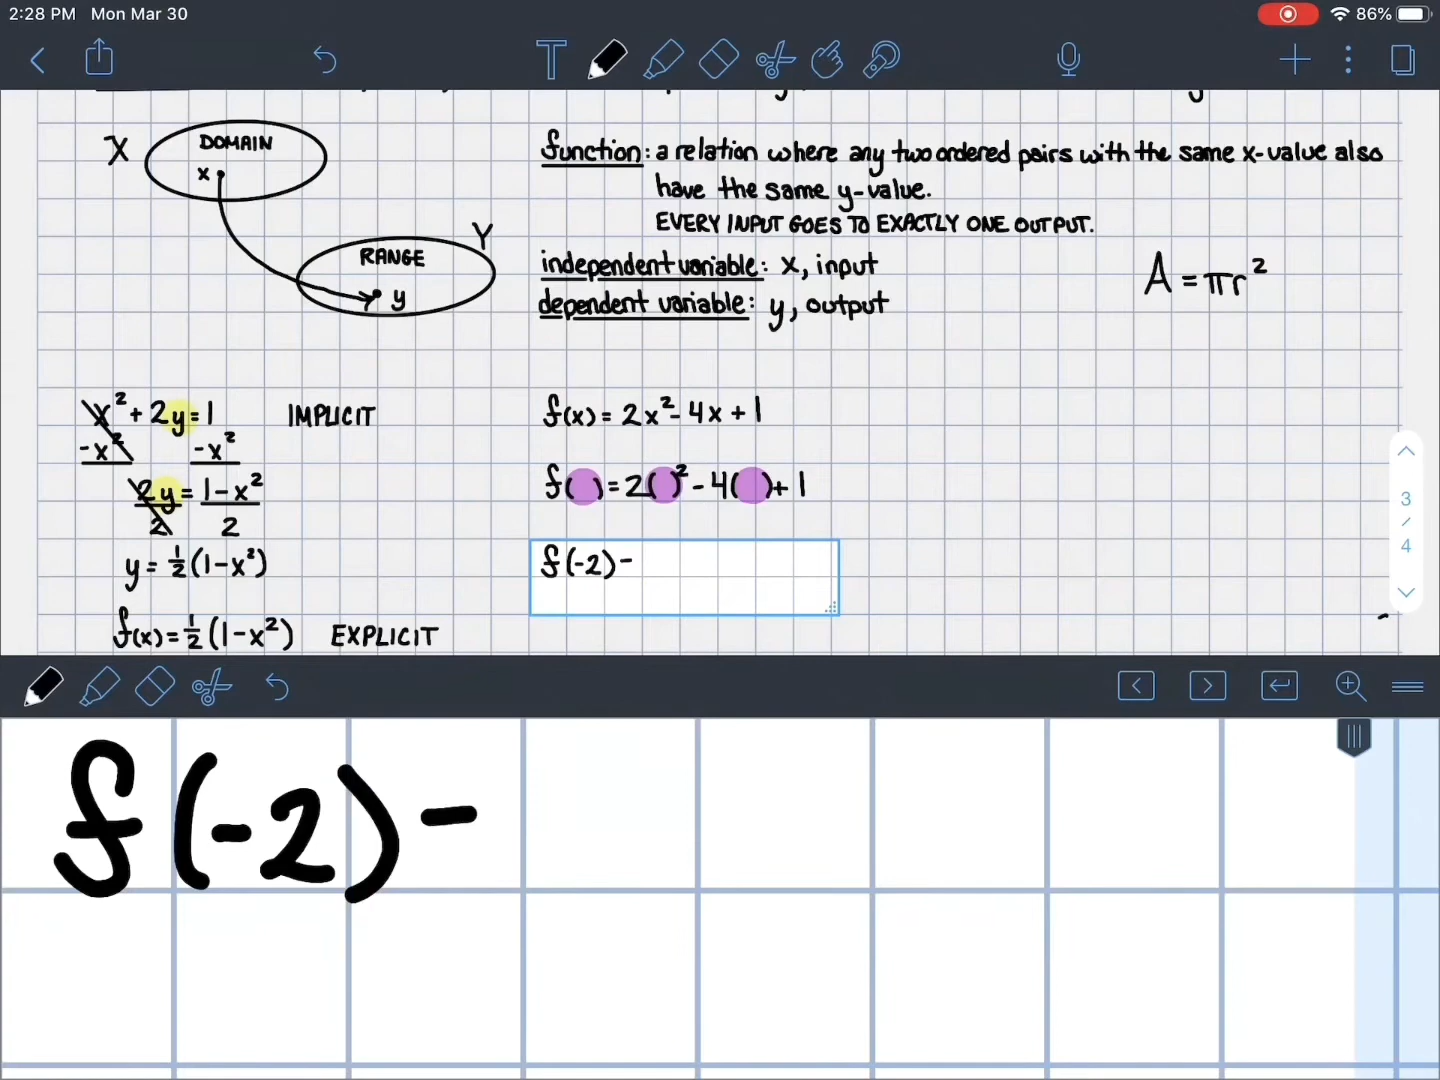 2:28 PM Mon Mar 30
86%
T
X
DOMAIN
x
Y
RANGE
y
function: a relation where any two ordered pairs with the same x-value also
have the same y-value.
EVERY INPUT GOES TO EXACTLY ONE OUTPUT.
independent variable: x, input
dependent variable: y, output
A = πr²
x² + 2y = 1 IMPLICIT
-x² -x²
2y = 1-x²
2 2
y = ½(1-x²)
f(x) = ½(1-x²) EXPLICIT
f(x) = 2x² - 4x + 1
f( ) = 2( )² - 4( ) + 1
f(-2) -
3
/
4
f(-2) -